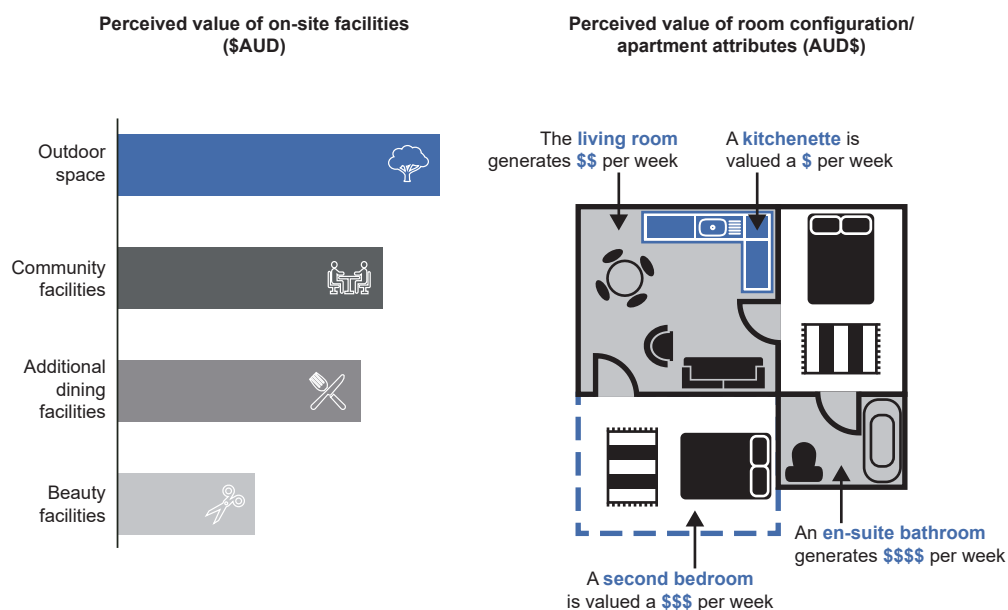 Perceived value of on-site facilities
($AUD)
Outdoor
space
Community
facilities
Additional
dining
facilities
Beauty
facilities
Perceived value of room configuration/
apartment attributes (AUD$)
The living room
generates $$ per week
A kitchenette is
valued a $ per week
A second bedroom
is valued a $$$ per week
An en-suite bathroom
generates $$$$ per week